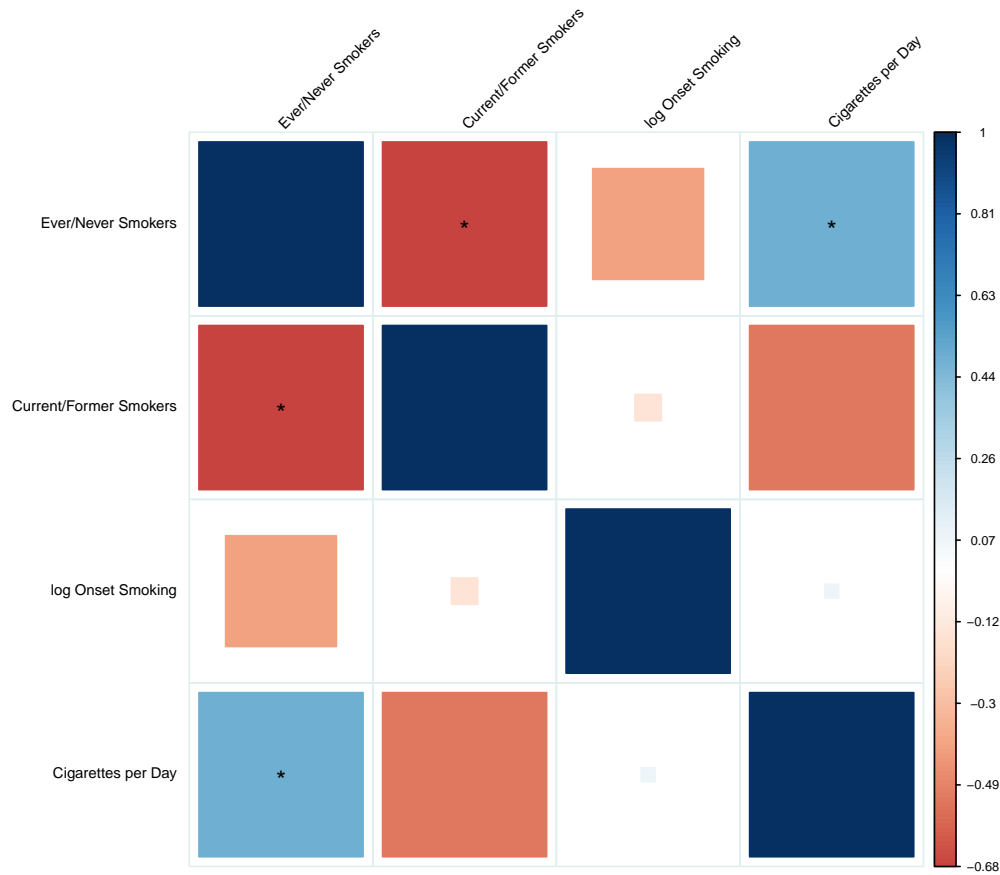 Ever/Never Smokers
Current/Former Smokers
log Onset Smoking
Cigarettes per Day
1
Ever/Never Smokers
*
*
0.81
0.63
0.44
Current/Former Smokers
*
0.26
0.07
log Onset Smoking
−0.12
−0.3
Cigarettes per Day
*
−0.49
−0.68